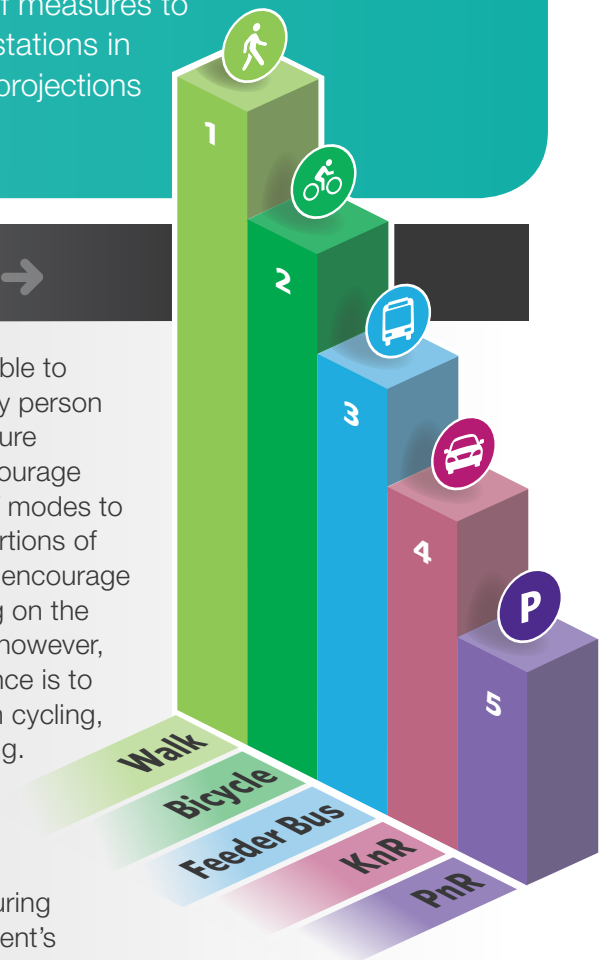 f measures to
stations in
projections
1
2
3
4
5
P
ble to
y person
ure
ourage
modes to
rtions of
encourage
g on the
however,
nce is to
n cycling,
g.
Walk
Bicycle
Feeder Bus
KnR
PnR
uring
ent’s